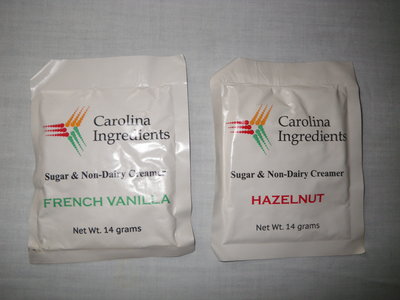 Carolina
Ingredients
Sugar & Non-Dairy Creamer
FRENCH VANILLA
Net Wt. 14 grams
Carolina
Ingredients
Sugar & Non-Dairy Creamer
HAZELNUT
Net Wt. 14 grams